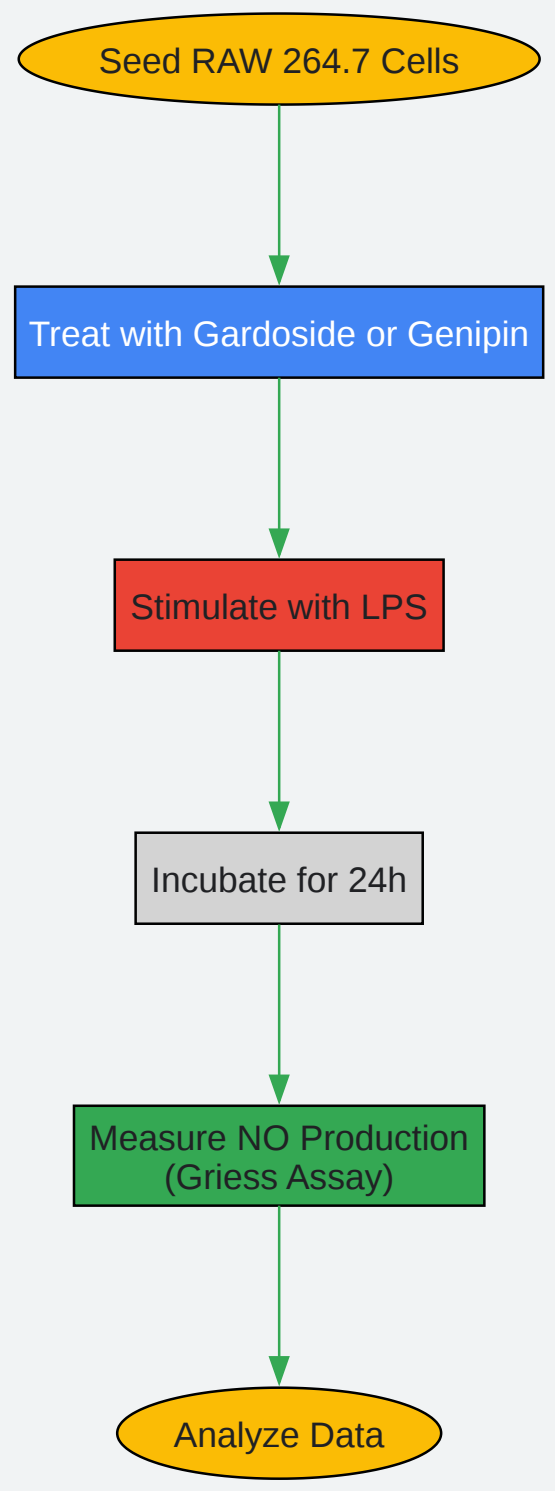 Seed RAW 264.7 Cells
Treat with Gardoside or Genipin
Stimulate with LPS
Incubate for 24h
Measure NO Production
(Griess Assay)
Analyze Data